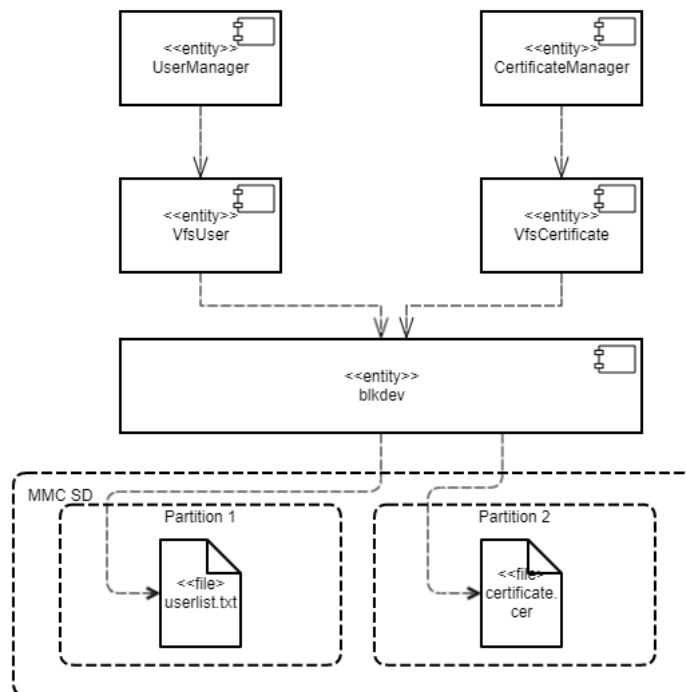 <<entity>>
UserManager
<<entity>>
CertificateManager
<<entity>>
VfsUser
<<entity>>
VfsCertificate
<<entity>>
blkdev
MMC SD
Partition 1
Partition 2
<<file>
userlist.txt
<<file>
certificate.
cer